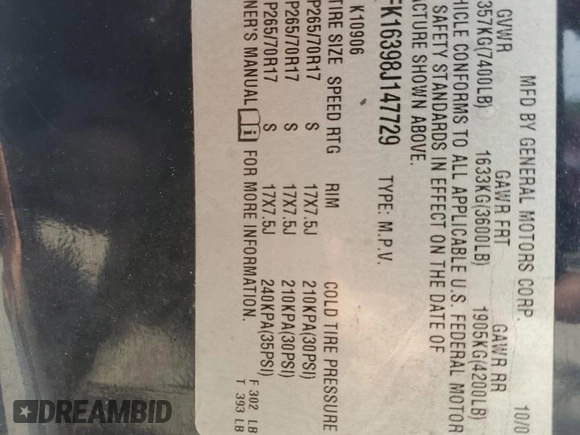 MFD BY GENERAL MOTORS CORP. 10/0
GVWR GAWR FRT GAWR RR
357KG(7400LB) 1633KG(3600LB) 1905KG(4200LB)
HICLE CONFORMS TO ALL APPLICABLE U.S. FEDERAL MOTOR
SAFETY STANDARDS IN EFFECT ON THE DATE OF
ACTURE SHOWN ABOVE.
FK16398J147729 TYPE: M.P.V.
K10906
TIRE SIZE SPEED RTG RIM COLD TIRE PRESSURE
P265/70R17 S 17X7.5J 210KPA(30PSI)
P265/70R17 S 17X7.5J 210KPA(30PSI)
P265/70R17 S 17X7.5J 240KPA(35PSI)
NER'S MANUAL i FOR MORE INFORMATION.
F 302 LB
T 393 LB
DREAMBID